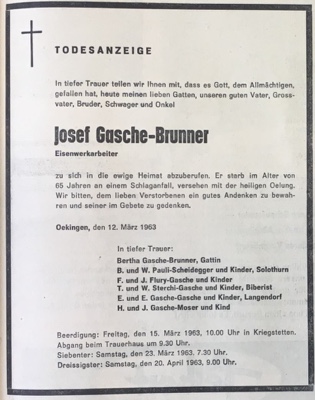 TODESANZEIGE
In tiefer Trauer teilen wir Ihnen mit, dass es Gott, dem Allmächtigen,
gefallen hat, heute meinen lieben Gatten, unseren guten Vater, Gross-
vater, Bruder, Schwager und Onkel
Josef Gasche-Brunner
Eisenwerkarbeiter
zu sich in die ewige Heimat abzuberufen. Er starb im Alter von
65 Jahren an einem Schlaganfall, versehen mit der heiligen Oelung.
Wir bitten, dem lieben Verstorbenen ein gutes Andenken zu bewah-
ren und seiner im Gebete zu gedenken.
Oekingen, den 12. März 1963
In tiefer Trauer:
Bertha Gasche-Brunner, Gattin
B. und W. Pauli-Scheidegger und Kinder, Solothurn
F. und J. Flury-Gasche und Kinder
T. und W. Sterchi-Gasche und Kinder, Biberist
E. und E. Gasche-Gasche und Kinder, Langendorf
H. und J. Gasche-Moser und Kind
Beerdigung: Freitag, den 15. März 1963, 10.00 Uhr in Kriegstetten.
Abgang beim Trauerhaus um 9.30 Uhr.
Siebenter: Samstag, den 23. März 1963, 7.30 Uhr.
Dreissigster: Samstag, den 20. April 1963, 9.00 Uhr.